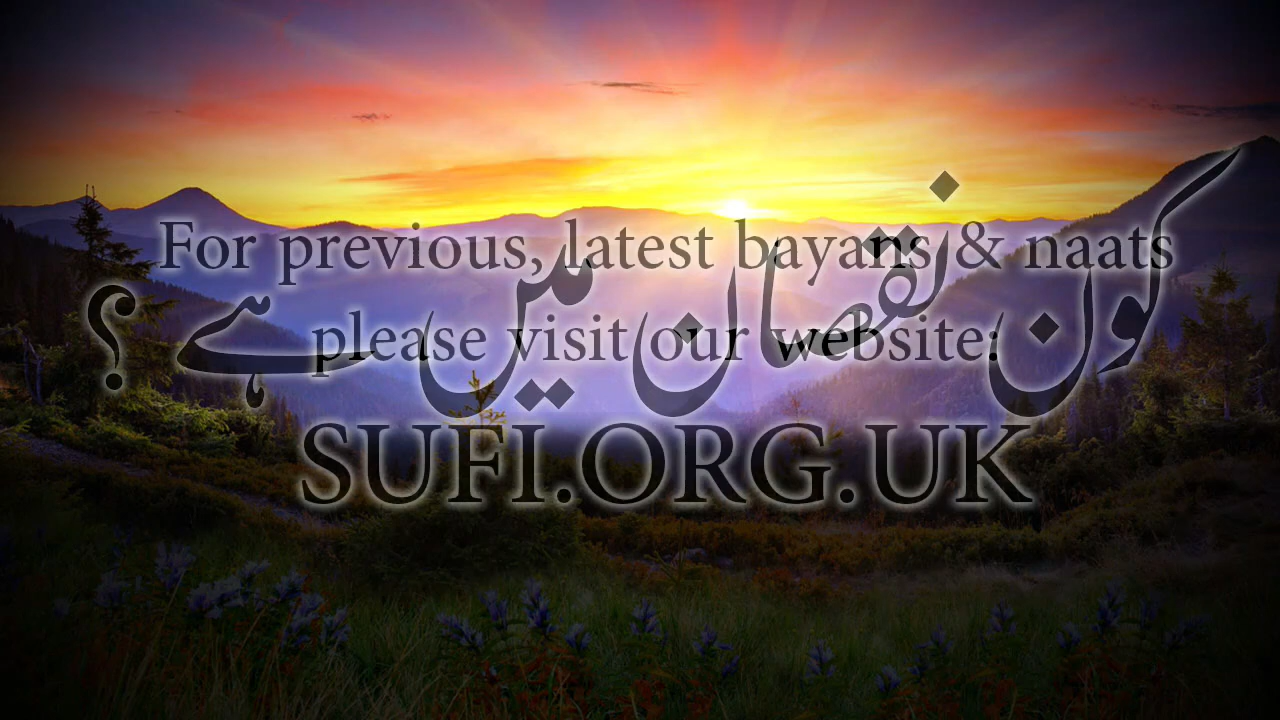 For previous, latest bayans & naats
کون نقصان میں ہے؟
please visit our website:
SUFI.ORG.UK